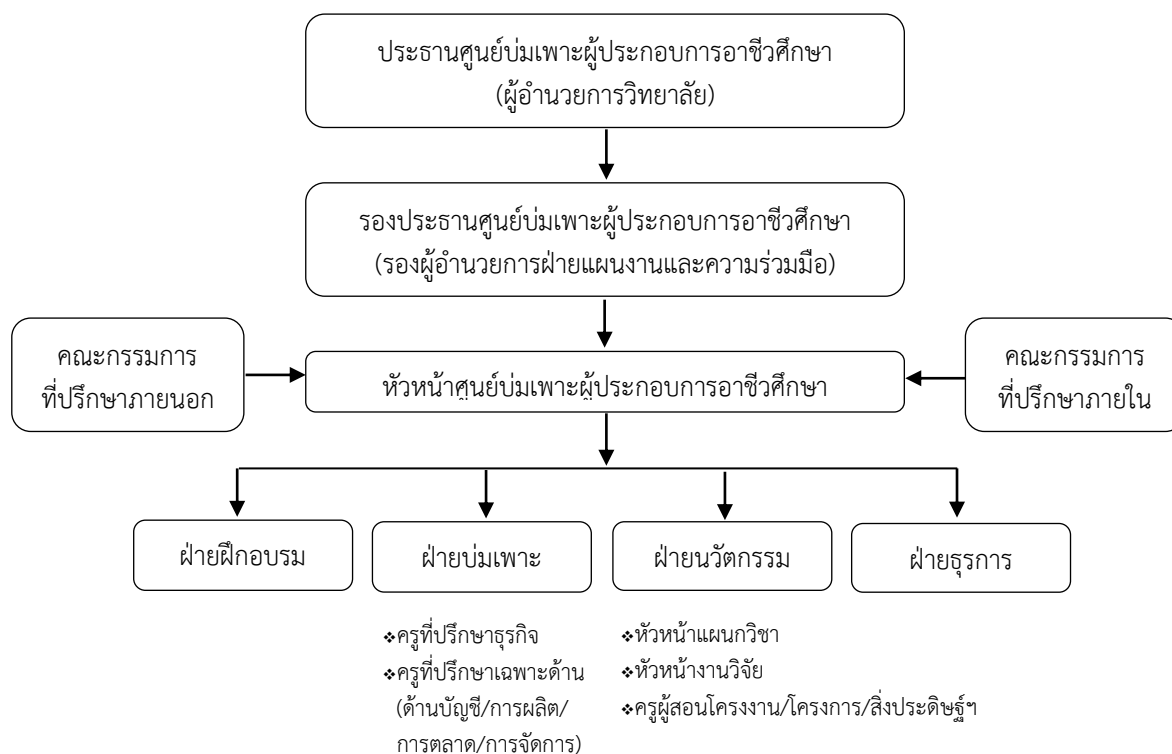 ประธานศูนย์บ่มเพาะผู้ประกอบการอาชีวศึกษา
(ผู้อำนวยการวิทยาลัย)
รองประธานศูนย์บ่มเพาะผู้ประกอบการอาชีวศึกษา
(รองผู้อำนวยการฝ่ายแผนงานและความร่วมมือ)
คณะกรรมการ
ที่ปรึกษาภายนอก
หัวหน้าศูนย์บ่มเพาะผู้ประกอบการอาชีวศึกษา
คณะกรรมการ
ที่ปรึกษาภายใน
ฝ่ายฝึกอบรม
ฝ่ายบ่มเพาะ
ฝ่ายนวัตกรรม
ฝ่ายธุรการ
❖ครูที่ปรึกษาธุรกิจ
❖ครูที่ปรึกษาเฉพาะด้าน
(ด้านบัญชี/การผลิต/
การตลาด/การจัดการ)
❖หัวหน้าแผนกวิชา
❖หัวหน้างานวิจัย
❖ครูผู้สอนโครงงาน/โครงการ/สิ่งประดิษฐ์ฯ